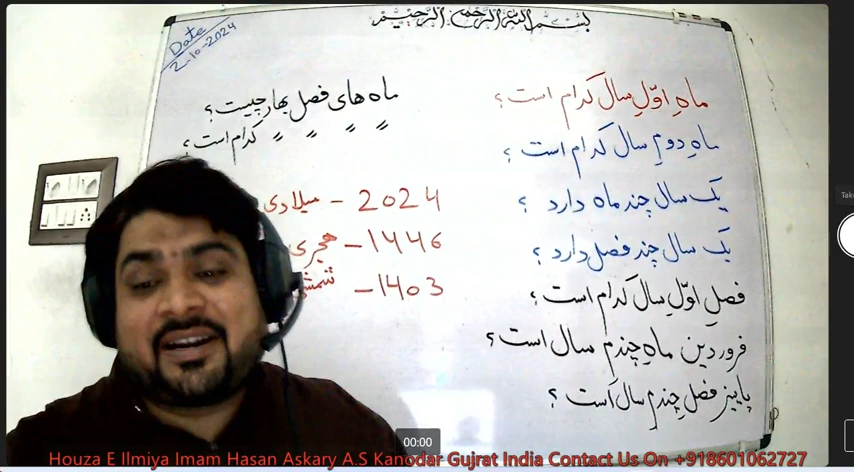 بسم الله الرحمن الرحیم
Date
2-10-2024
ماهِ اوّلِ سال کدام است؟
ماهِ دومِ سال کدام است؟
یک سال چند ماه دارد؟
یک سال چند فصل دارد؟
فصلِ اوّلِ سال کدام است؟
فروردین ماهِ چندمِ سال است؟
پاییز فصلِ چندمِ سال است؟
ماه های فصل بهار چیست؟
〃 〃 〃 〃 کدام است؟
2024 - میلادی
1446 - هجری
1403 -
00:00
Houza E Ilmiya Imam Hasan Askary A.S Kanodar Gujrat India Contact Us On +918601062727